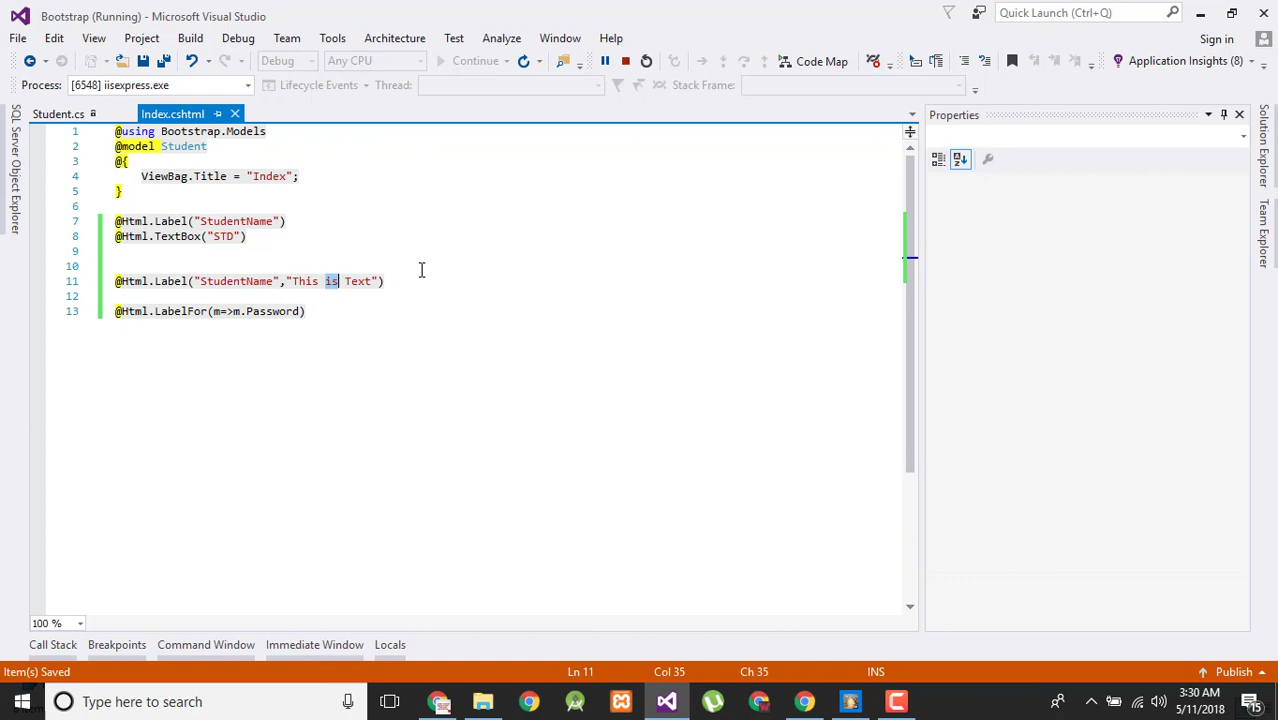 Bootstrap (Running) - Microsoft Visual Studio
Quick Launch (Ctrl+Q)
File Edit View Project Build Debug Team Tools Architecture Test Analyze Window Help
Sign in
Debug Any CPU Continue Code Map Application Insights (8)
Process: [6548] iisexpress.exe Lifecycle Events Thread: Stack Frame:
Student.cs Index.cshtml
Properties
SQL Server Object Explorer
Solution Explorer
Team Explorer
1 @using Bootstrap.Models
2 @model Student
3 @{
4 ViewBag.Title = "Index";
5 }
6
7 @Html.Label("StudentName")
8 @Html.TextBox("STD")
9
10
11 @Html.Label("StudentName","This is Text")
12
13 @Html.LabelFor(m=>m.Password)
100 %
Call Stack Breakpoints Command Window Immediate Window Locals
Item(s) Saved Ln 11 Col 35 Ch 35 INS Publish
Type here to search
3:30 AM
5/11/2018
15